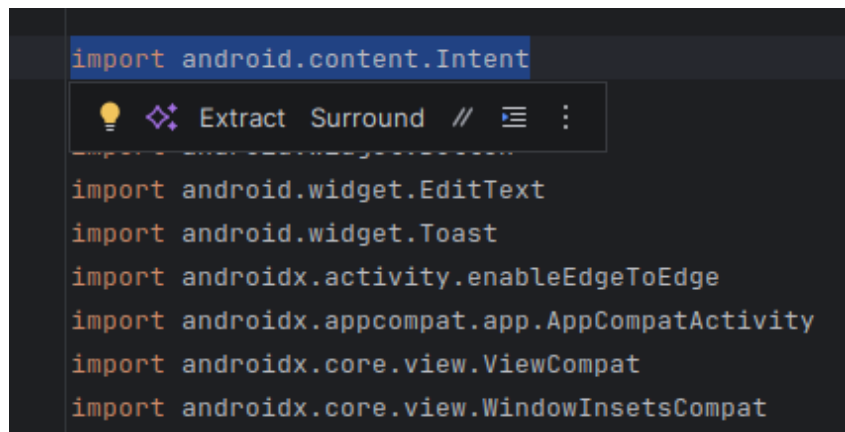 import android.content.Intent
Extract Surround //
import android.widget.EditText
import android.widget.Toast
import androidx.activity.enableEdgeToEdge
import androidx.appcompat.app.AppCompatActivity
import androidx.core.view.ViewCompat
import androidx.core.view.WindowInsetsCompat